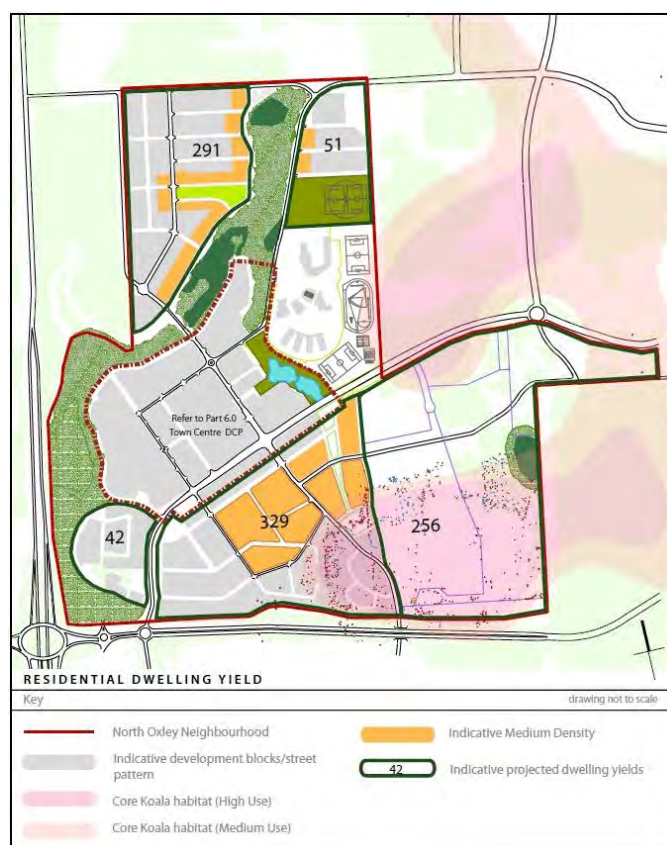 291
51
Refer to Part 6.0
Town Centre DCP
42
329
256
RESIDENTIAL DWELLING YIELD
Key
drawing not to scale
North Oxley Neighbourhood
Indicative development blocks/street
pattern
Core Koala habitat (High Use)
Core Koala habitat (Medium Use)
Indicative Medium Density
42
Indicative projected dwelling yields